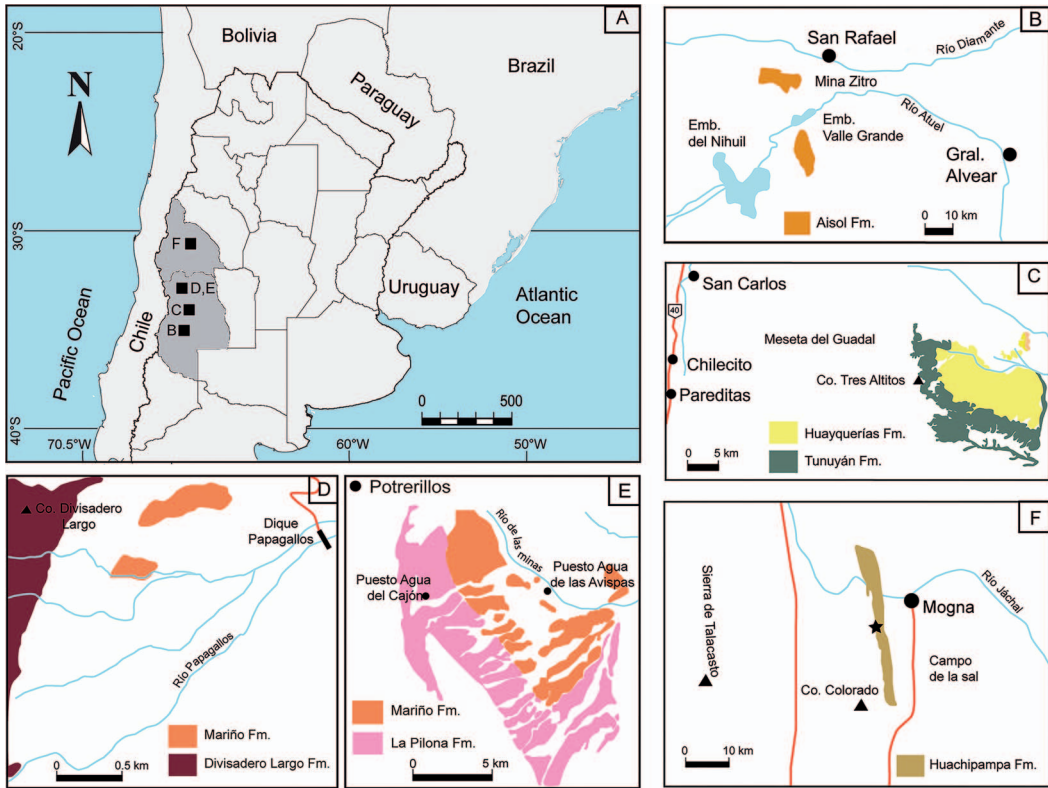 A
20°S
30°S
40°S
70.5°W
60°W
50°W
N
Bolivia
Paraguay
Brazil
Chile
Uruguay
Pacific Ocean
Atlantic
Ocean
F
D,E
C
B
0
500
B
San Rafael
Río Diamante
Mina Zitro
Río Atuel
Emb.
del Nihuil
Emb.
Valle Grande
Gral.
Alvear
Aisol Fm.
0 10 km
C
San Carlos
40
Meseta del Guadal
Chilecito
Co. Tres Altitos
Pareditas
Huayquerías Fm.
Tunuyán Fm.
0 5 km
D
Co. Divisadero
Largo
Dique
Papagallos
Río Papagallos
Mariño Fm.
Divisadero Largo Fm.
0 0.5 km
E
Potrerillos
Río de las minas
Puesto Agua
del Cajón
Puesto Agua
de las Avispas
Mariño Fm.
La Pilona Fm.
0 5 km
F
Sierra de Talacasto
Río Jáchal
Mogna
Campo
de la sal
Co. Colorado
0 10 km
Huachipampa Fm.